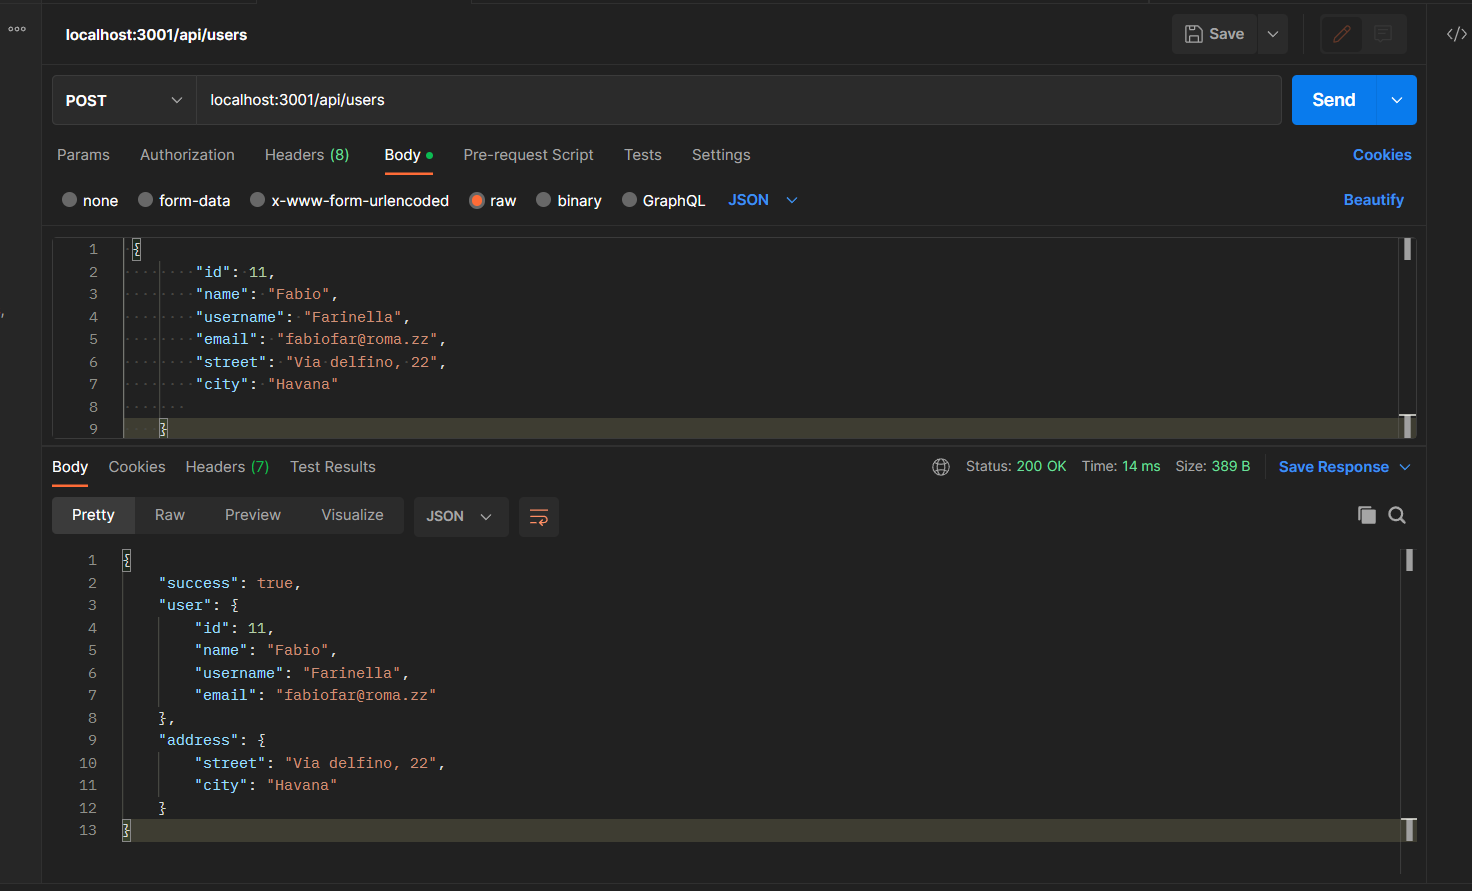 localhost:3001/api/users
Save
POST
localhost:3001/api/users
Send
Params Authorization Headers (8) Body Pre-request Script Tests Settings Cookies
none form-data x-www-form-urlencoded raw binary GraphQL JSON Beautify
1 {
2 "id": 11,
3 "name": "Fabio",
4 "username": "Farinella",
5 "email": "fabiofar@roma.zz",
6 "street": "Via delfino, 22",
7 "city": "Havana"
8
9 }
Body Cookies Headers (7) Test Results Status: 200 OK Time: 14 ms Size: 389 B Save Response
Pretty Raw Preview Visualize JSON
1 {
2 "success": true,
3 "user": {
4 "id": 11,
5 "name": "Fabio",
6 "username": "Farinella",
7 "email": "fabiofar@roma.zz"
8 },
9 "address": {
10 "street": "Via delfino, 22",
11 "city": "Havana"
12 }
13 }